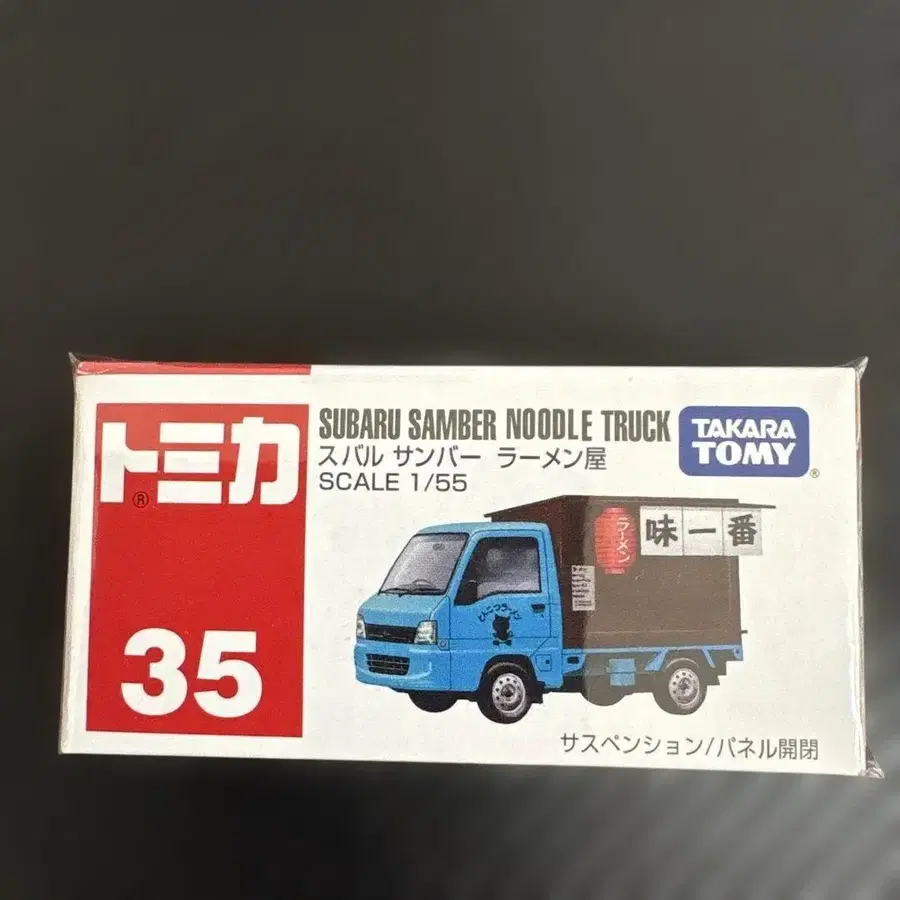 トミカ®
35
SUBARU SAMBER NOODLE TRUCK
スバル サンバー ラーメン屋
SCALE 1/55
TAKARA
TOMY®
ラーメン
味一番
サスペンション/パネル開閉